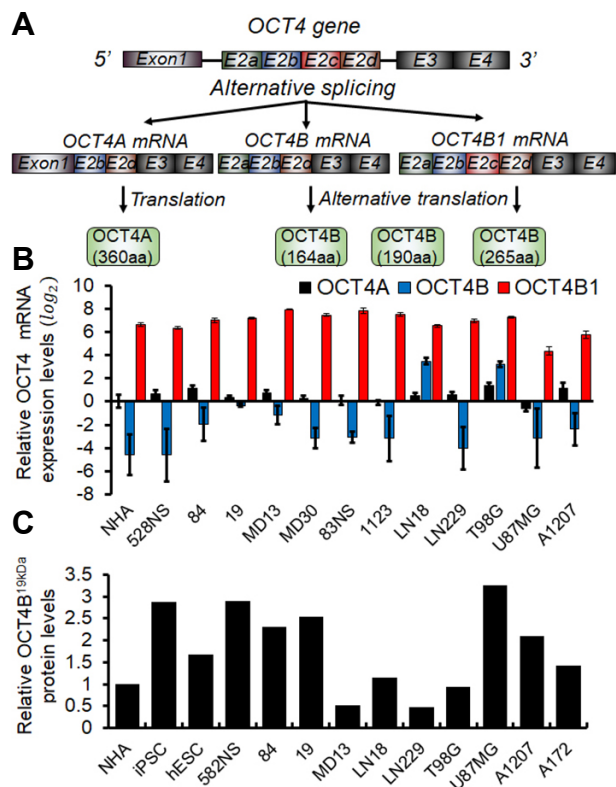 A
OCT4 gene
5’ Exon1 E2a E2b E2c E2d E3 E4 3’
Alternative splicing
OCT4A mRNA OCT4B mRNA OCT4B1 mRNA
Exon1 E2b E2d E3 E4 E2a E2b E2d E3 E4 E2a E2b E2c E2d E3 E4
Translation Alternative translation
OCT4A OCT4B OCT4B OCT4B
(360aa) (164aa) (190aa) (265aa)
B
OCT4A OCT4B OCT4B1
Relative OCT4 mRNA
expression levels (log2)
10
8
6
4
2
0
-2
-4
-6
-8
NHA 528NS 84 19 MD13 MD30 83NS 1123 LN18 LN229 T98G U87MG A1207
C
Relative OCT4B19kDa
protein levels
3.5
3
2.5
2
1.5
1
0.5
0
NHA iPSC hESC 582NS 84 19 MD13 LN18 LN229 T98G U87MG A1207 A172